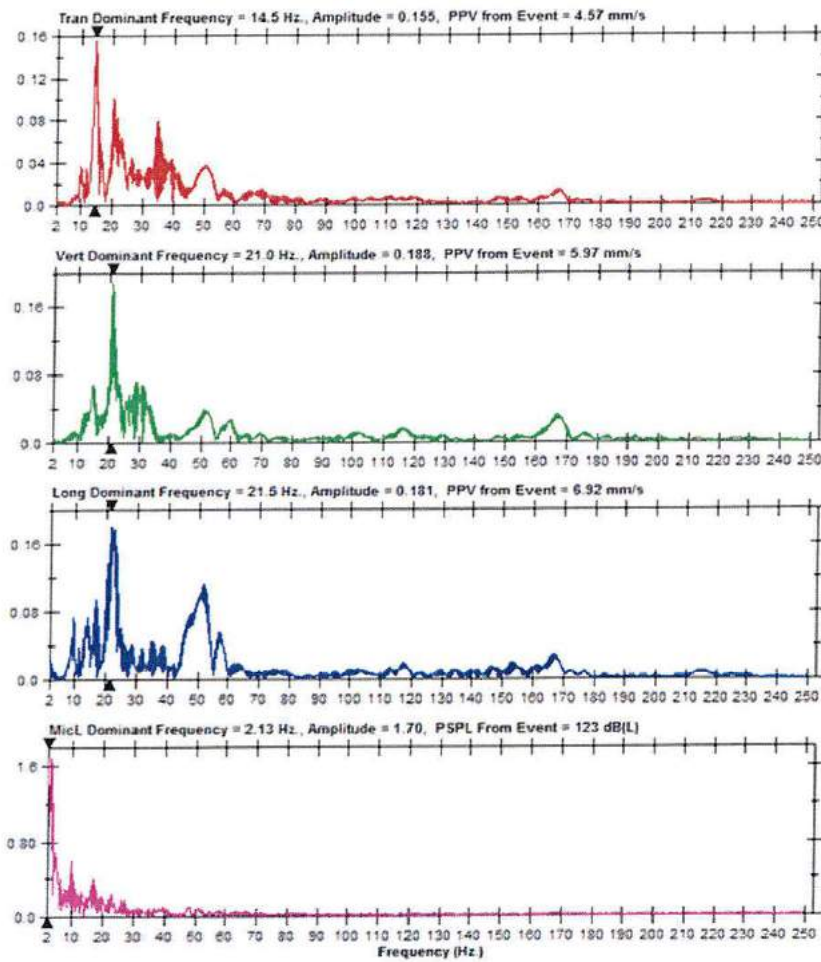 Tran Dominant Frequency = 14.5 Hz., Amplitude = 0.155, PPV from Event = 4.57 mm/s
0.16
0.12
0.08
0.04
0.0
2 10 20 30 40 50 60 70 80 90 100 110 120 130 140 150 160 170 180 190 200 210 220 230 240 250
Vert Dominant Frequency = 21.0 Hz., Amplitude = 0.188, PPV from Event = 5.97 mm/s
0.16
0.08
0.0
2 10 20 30 40 50 60 70 80 90 100 110 120 130 140 150 160 170 180 190 200 210 220 230 240 250
Long Dominant Frequency = 21.5 Hz., Amplitude = 0.181, PPV from Event = 6.92 mm/s
0.16
0.08
0.0
2 10 20 30 40 50 60 70 80 90 100 110 120 130 140 150 160 170 180 190 200 210 220 230 240 250
MicL Dominant Frequency = 2.13 Hz., Amplitude = 1.70, PSPL From Event = 123 dB(L)
1.6
0.80
0.0
2 10 20 30 40 50 60 70 80 90 100 110 120 130 140 150 160 170 180 190 200 210 220 230 240 250
Frequency (Hz.)